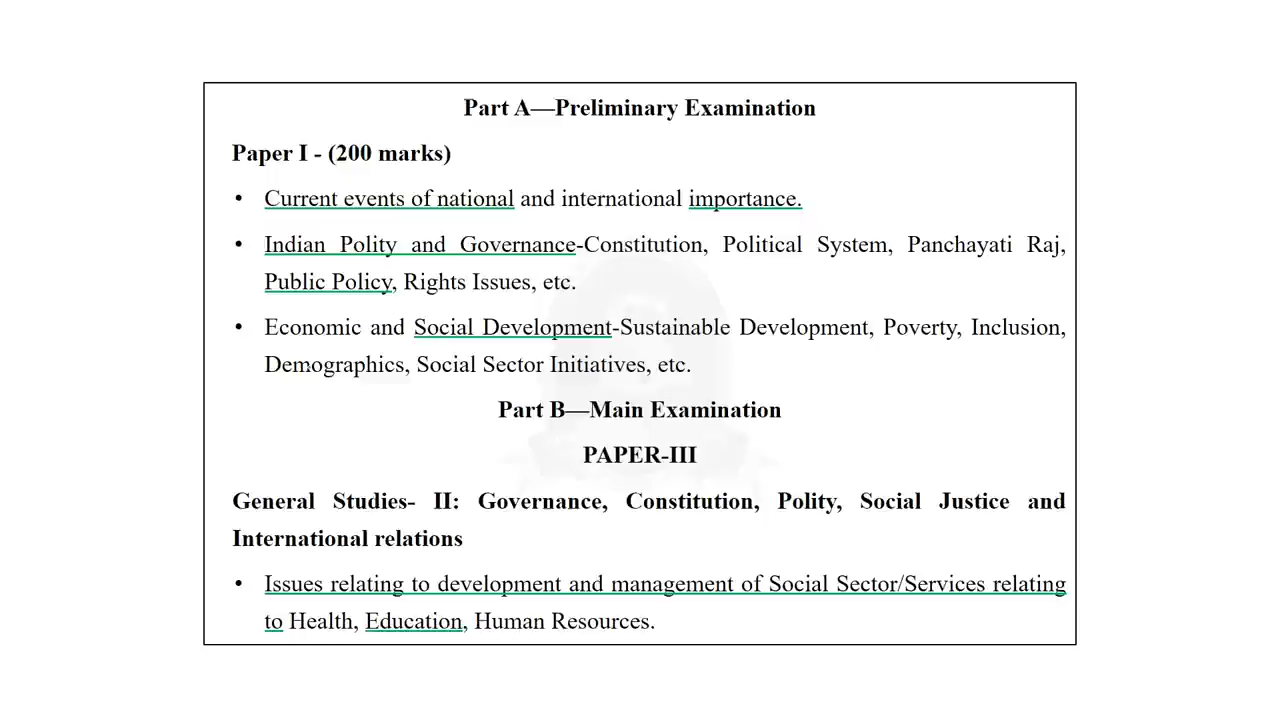 Part A—Preliminary Examination
Paper I - (200 marks)
• Current events of national and international importance.
• Indian Polity and Governance-Constitution, Political System, Panchayati Raj,
Public Policy, Rights Issues, etc.
• Economic and Social Development-Sustainable Development, Poverty, Inclusion,
Demographics, Social Sector Initiatives, etc.
Part B—Main Examination
PAPER-III
General Studies- II: Governance, Constitution, Polity, Social Justice and
International relations
• Issues relating to development and management of Social Sector/Services relating
to Health, Education, Human Resources.